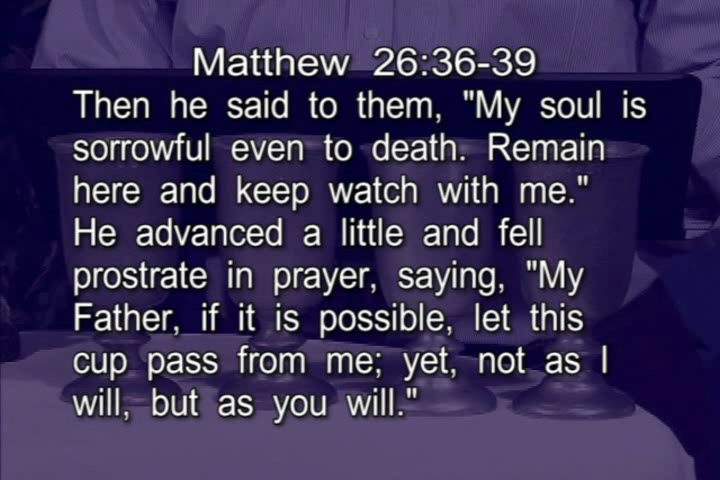 Matthew 26:36-39
Then he said to them, "My soul is
sorrowful even to death. Remain
here and keep watch with me."
He advanced a little and fell
prostrate in prayer, saying, "My
Father, if it is possible, let this
cup pass from me; yet, not as I
will, but as you will."